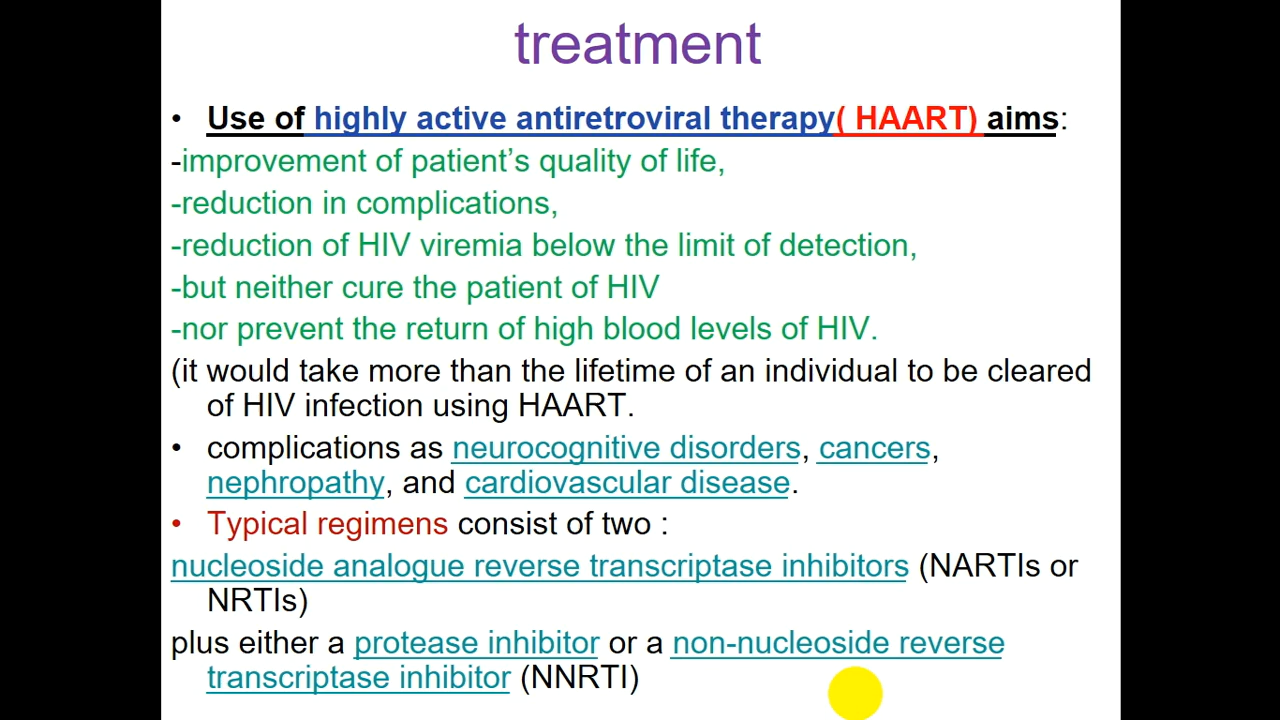 treatment
• Use of highly active antiretroviral therapy( HAART) aims:
-improvement of patient’s quality of life,
-reduction in complications,
-reduction of HIV viremia below the limit of detection,
-but neither cure the patient of HIV
-nor prevent the return of high blood levels of HIV.
(it would take more than the lifetime of an individual to be cleared
of HIV infection using HAART.
• complications as neurocognitive disorders, cancers,
nephropathy, and cardiovascular disease.
• Typical regimens consist of two :
nucleoside analogue reverse transcriptase inhibitors (NARTIs or
NRTIs)
plus either a protease inhibitor or a non-nucleoside reverse
transcriptase inhibitor (NNRTI)